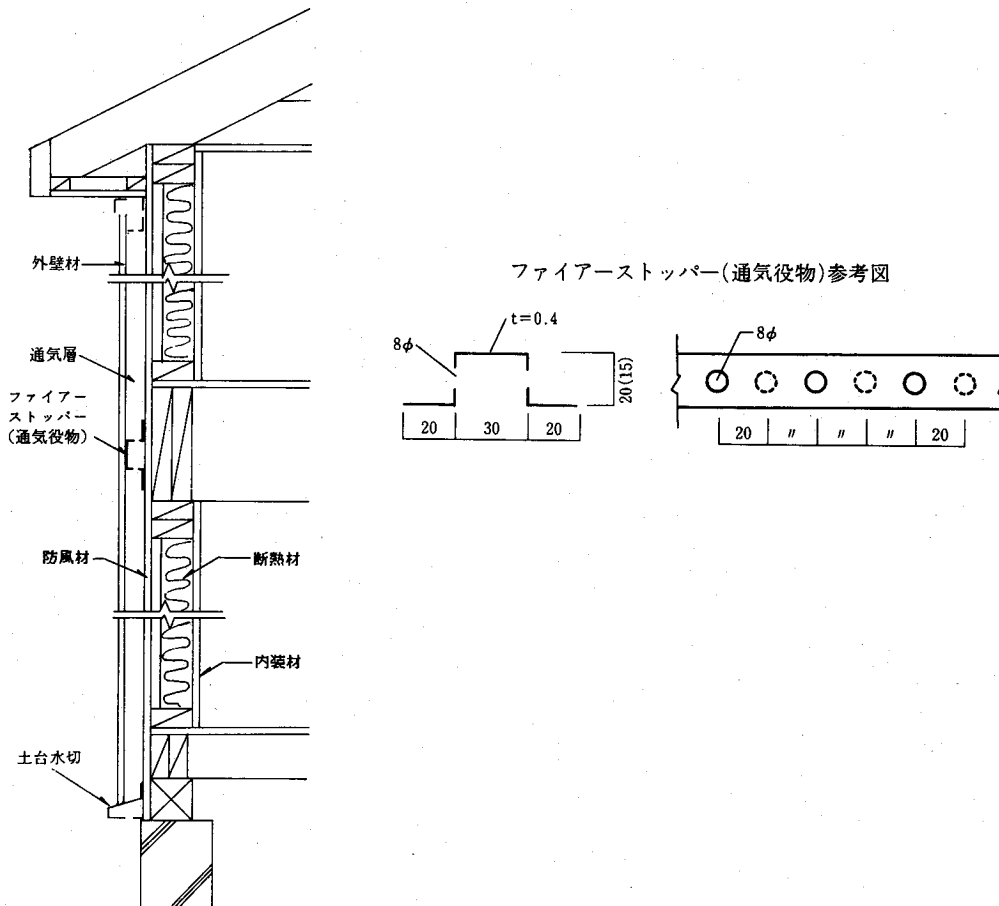 外壁材
通気層
ファイアー
ストッパー
(通気役物)
防風材
断熱材
内装材
土台水切
ファイアーストッパー(通気役物)参考図
t=0.4
8φ
20(15)
20 30 20
8φ
20 〃 〃 〃 20